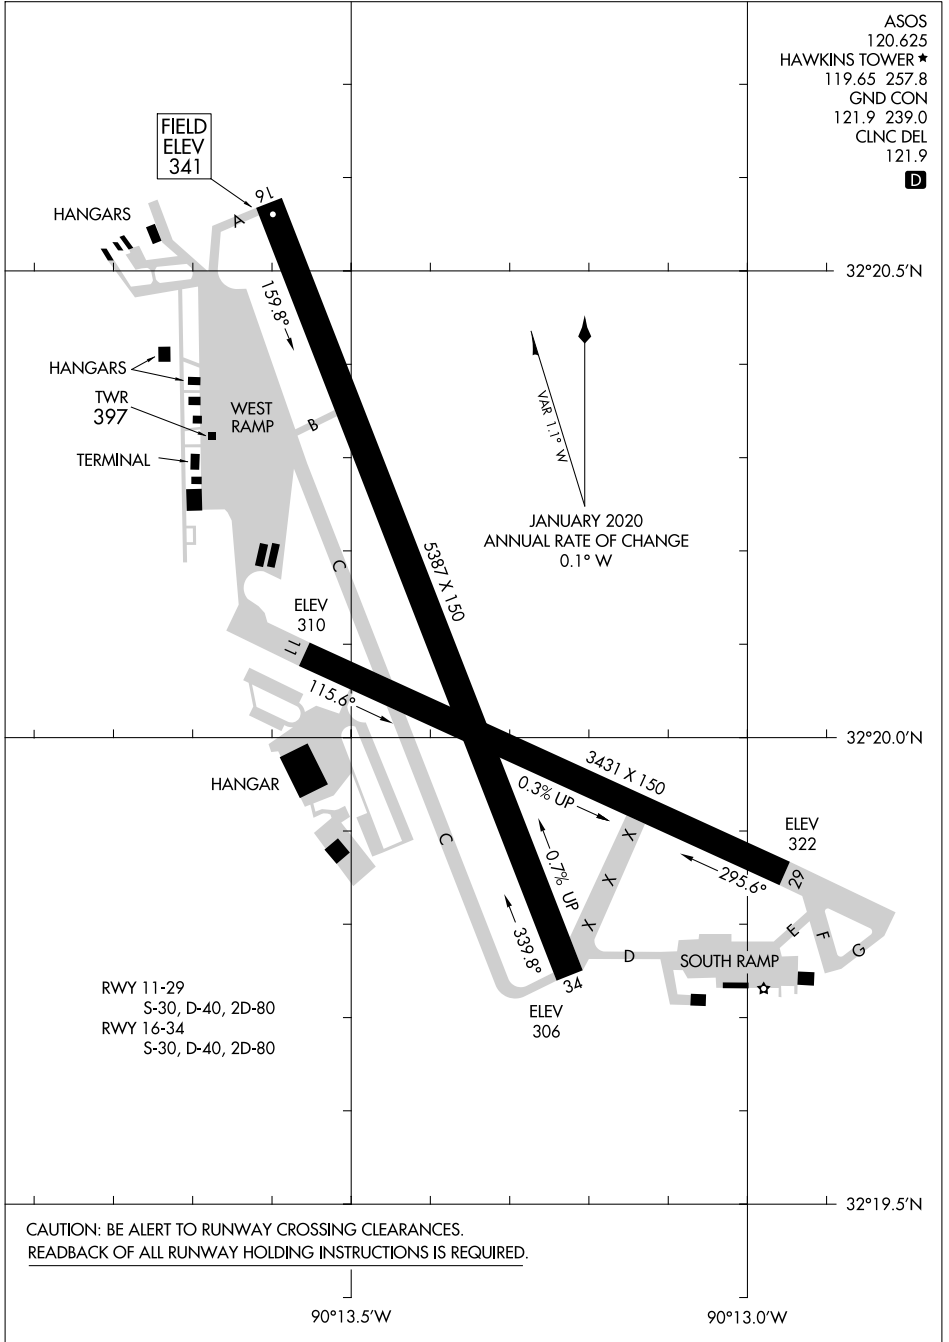 ASOS
120.625
HAWKINS TOWER ★
119.65 257.8
GND CON
121.9 239.0
CLNC DEL
121.9
D
FIELD
ELEV
341
16
A
HANGARS
32°20.5'N
159.8°
HANGARS
TWR
397
WEST
RAMP
B
TERMINAL
VAR 1.1° W
JANUARY 2020
ANNUAL RATE OF CHANGE
0.1° W
C
5387 X 150
ELEV
310
11
115.6°
32°20.0'N
3431 X 150
0.3% UP
HANGAR
C
X
X
X
0.7% UP
ELEV
322
29
295.6°
339.8°
D
E
F
G
SOUTH RAMP
34
ELEV
306
RWY 11-29
S-30, D-40, 2D-80
RWY 16-34
S-30, D-40, 2D-80
32°19.5'N
CAUTION: BE ALERT TO RUNWAY CROSSING CLEARANCES.
READBACK OF ALL RUNWAY HOLDING INSTRUCTIONS IS REQUIRED.
90°13.5'W
90°13.0'W